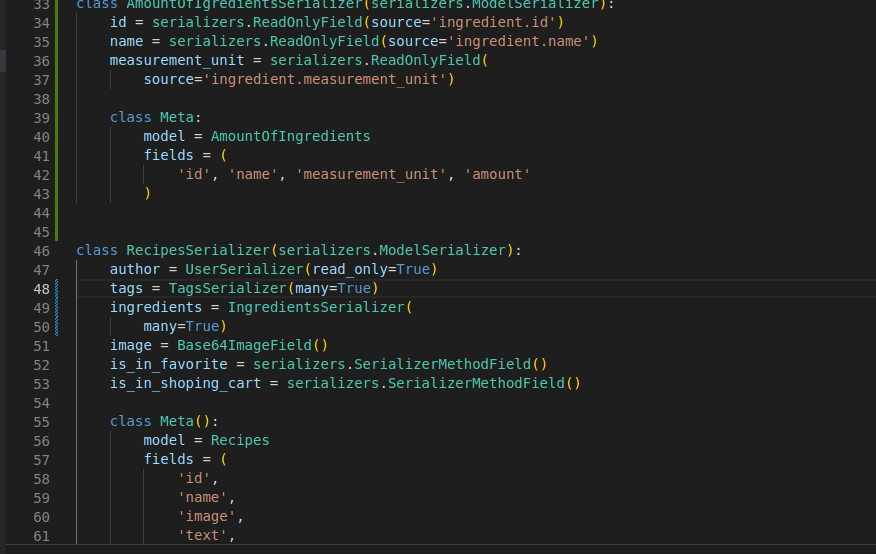 33 class AmountOfIgredientsSerializer(serializers.ModelSerializer):
34     id = serializers.ReadOnlyField(source='ingredient.id')
35     name = serializers.ReadOnlyField(source='ingredient.name')
36     measurement_unit = serializers.ReadOnlyField(
37         source='ingredient.measurement_unit')
38
39     class Meta:
40         model = AmountOfIngredients
41         fields = (
42             'id', 'name', 'measurement_unit', 'amount'
43         )
44
45
46 class RecipesSerializer(serializers.ModelSerializer):
47     author = UserSerializer(read_only=True)
48     tags = TagsSerializer(many=True)
49     ingredients = IngredientsSerializer(
50         many=True)
51     image = Base64ImageField()
52     is_in_favorite = serializers.SerializerMethodField()
53     is_in_shoping_cart = serializers.SerializerMethodField()
54
55     class Meta():
56         model = Recipes
57         fields = (
58             'id',
59             'name',
60             'image',
61             'text',